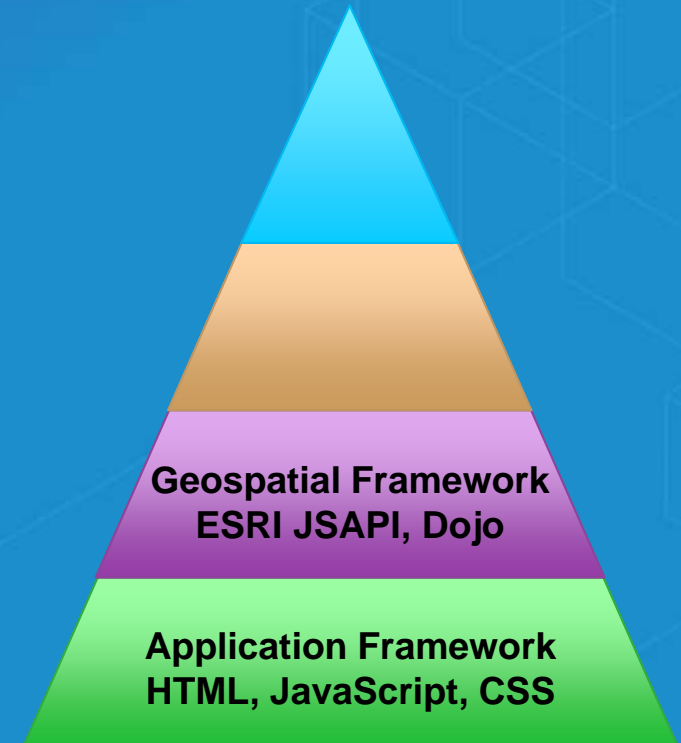 Geospatial Framework
ESRI JSAPI, Dojo
Application Framework
HTML, JavaScript, CSS